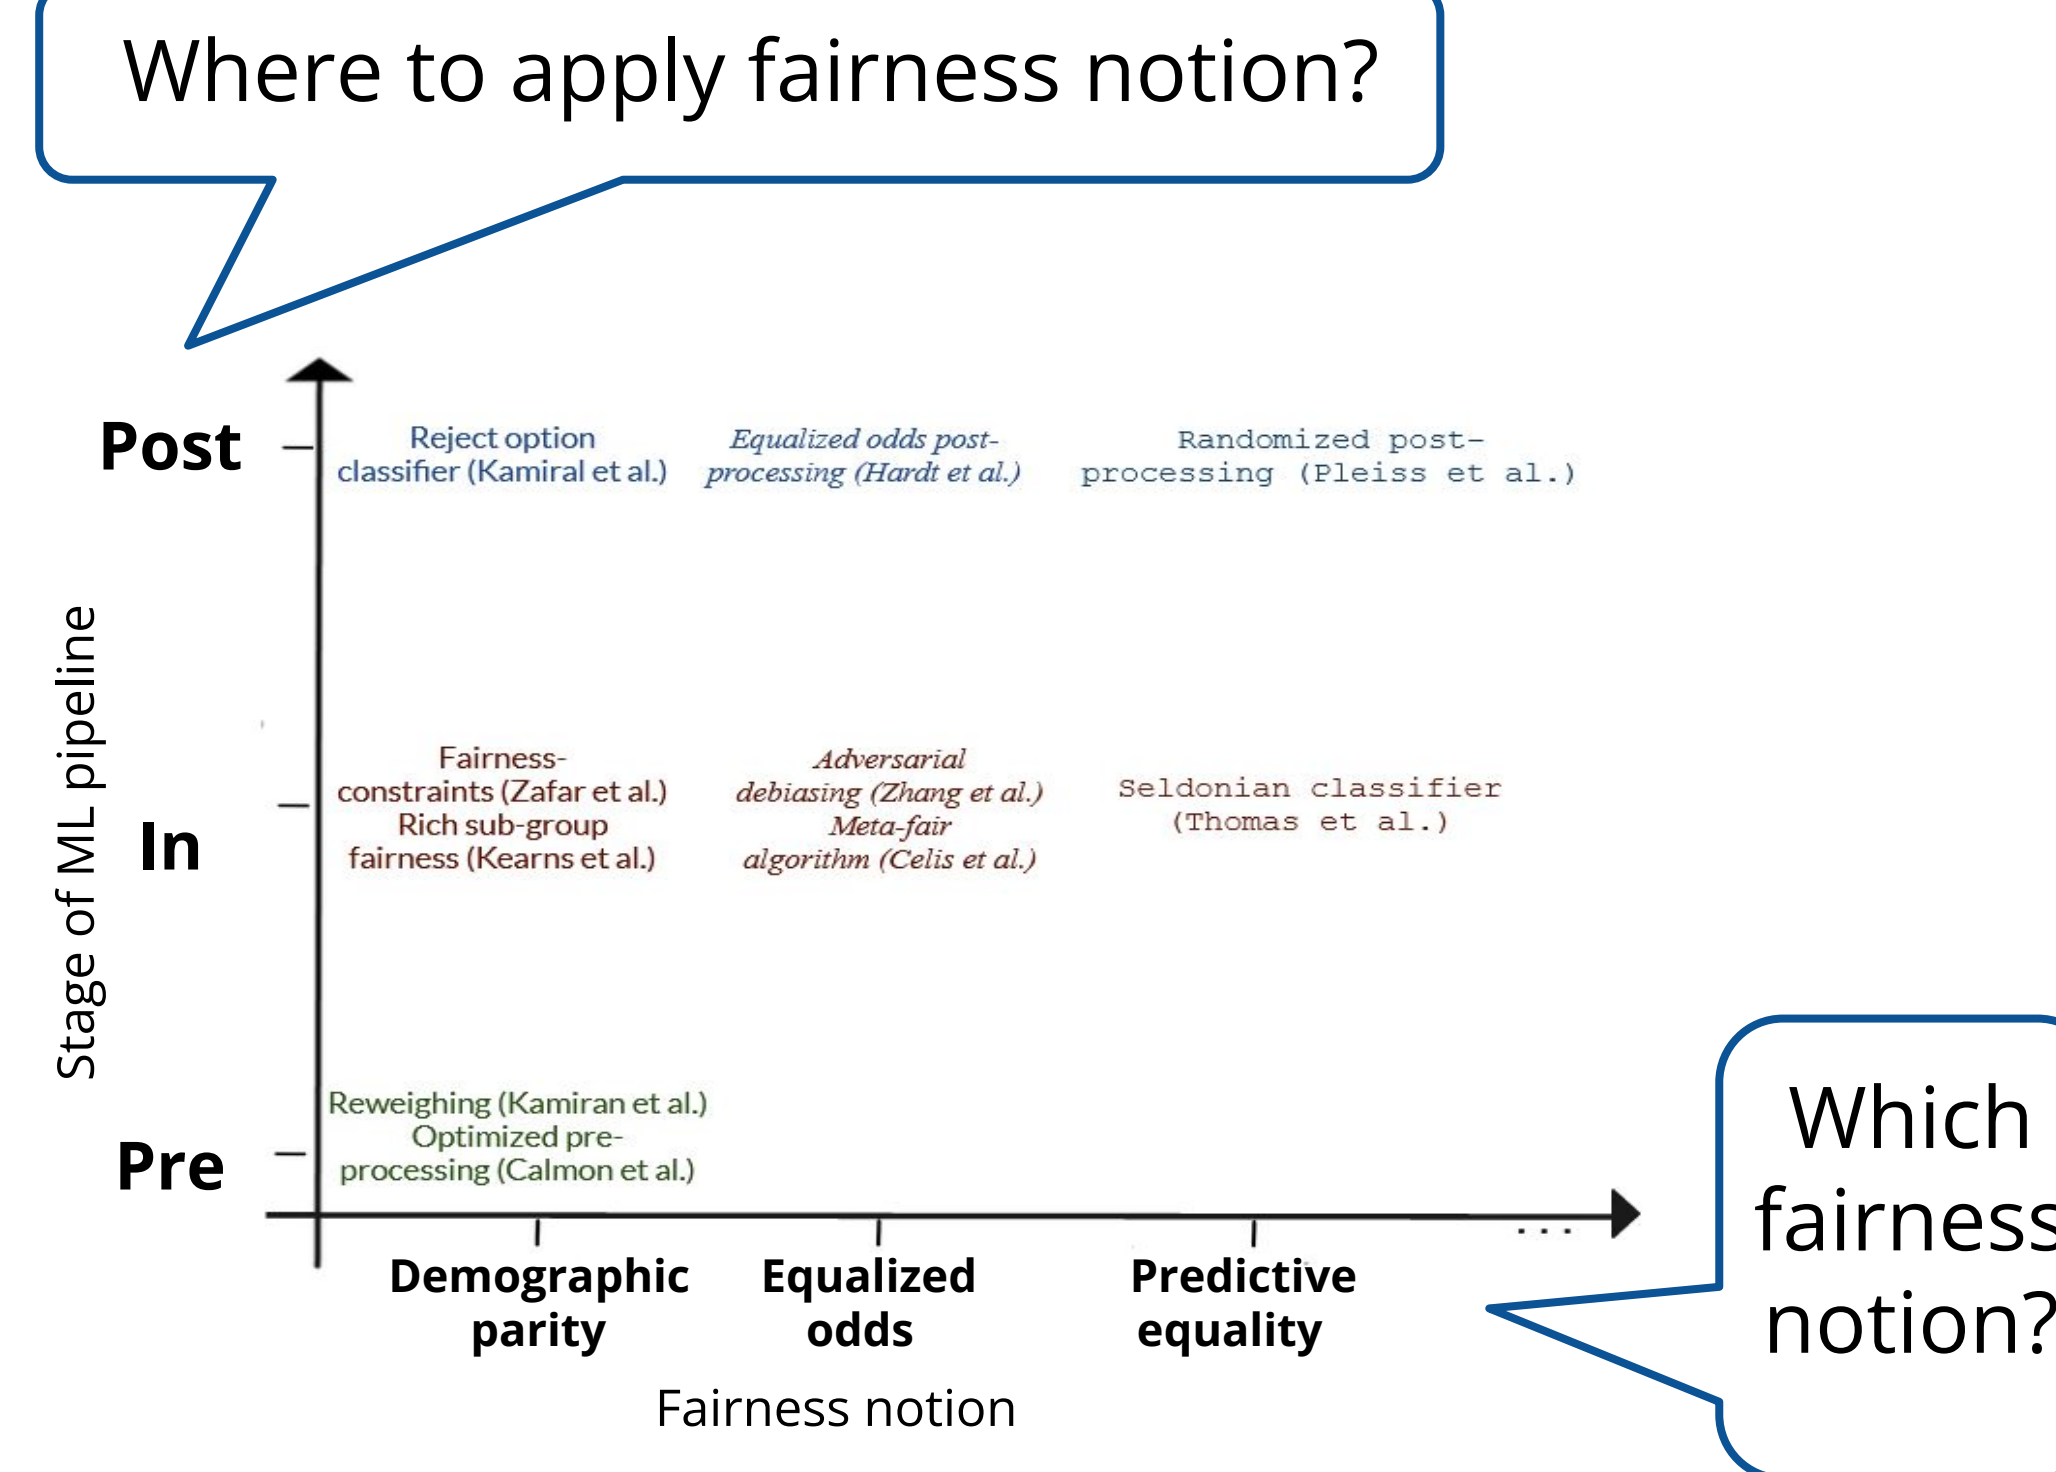 Where to apply fairness notion?
Post
Reject option
classifier (Kamiral et al.)
Equalized odds post-
processing (Hardt et al.)
Randomized post-
processing (Pleiss et al.)
Stage of ML pipeline
In
Fairness-
constraints (Zafar et al.)
Rich sub-group
fairness (Kearns et al.)
Adversarial
debiasing (Zhang et al.)
Meta-fair
algorithm (Celis et al.)
Seldonian classifier
(Thomas et al.)
Pre
Reweighing (Kamiran et al.)
Optimized pre-
processing (Calmon et al.)
...
Demographic
parity
Equalized
odds
Predictive
equality
Fairness notion
Which
fairness
notion?